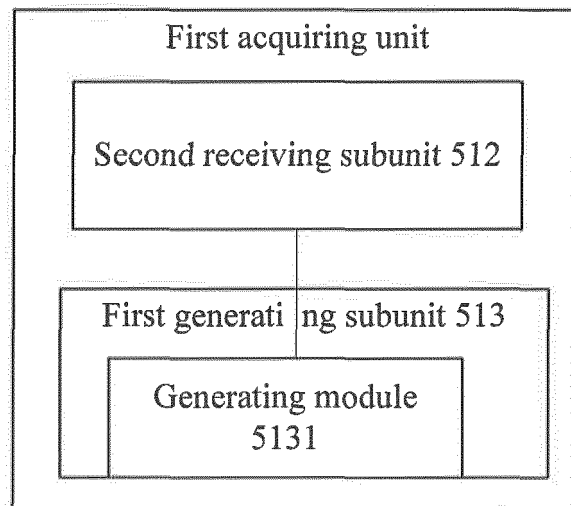 First acquiring unit
Second receiving subunit 512
First generating subunit 513
Generating module
5131